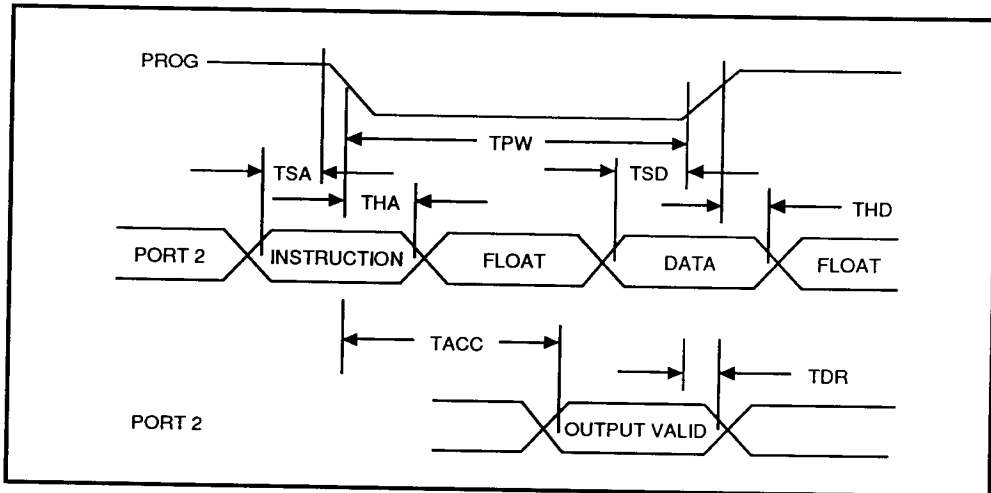 PROG
TPW
TSA
TSD
THA
THD
PORT 2
INSTRUCTION
FLOAT
DATA
FLOAT
TACC
TDR
PORT 2
OUTPUT VALID